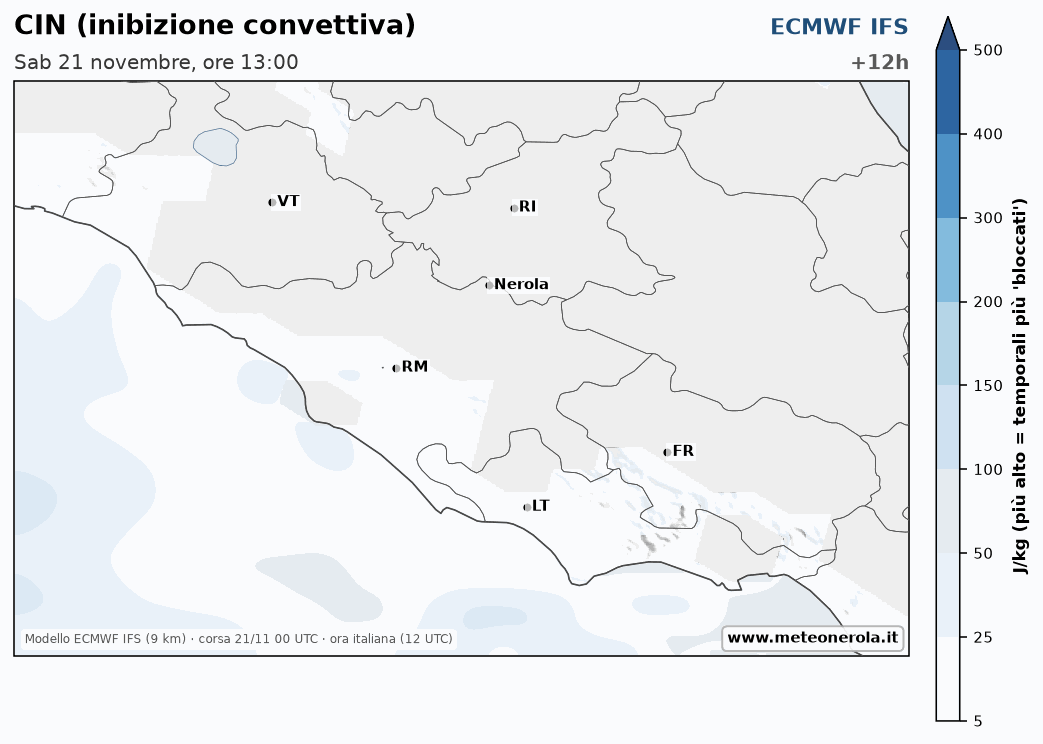 CIN (inibizione convettiva)
ECMWF IFS
Sab 21 novembre, ore 13:00
+12h
500
400
300
200
150
100
50
25
5
J/kg (più alto = temporali più 'bloccati')
VT
RI
Nerola
RM
FR
LT
Modello ECMWF IFS (9 km) · corsa 21/11 00 UTC · ora italiana (12 UTC)
www.meteonerola.it